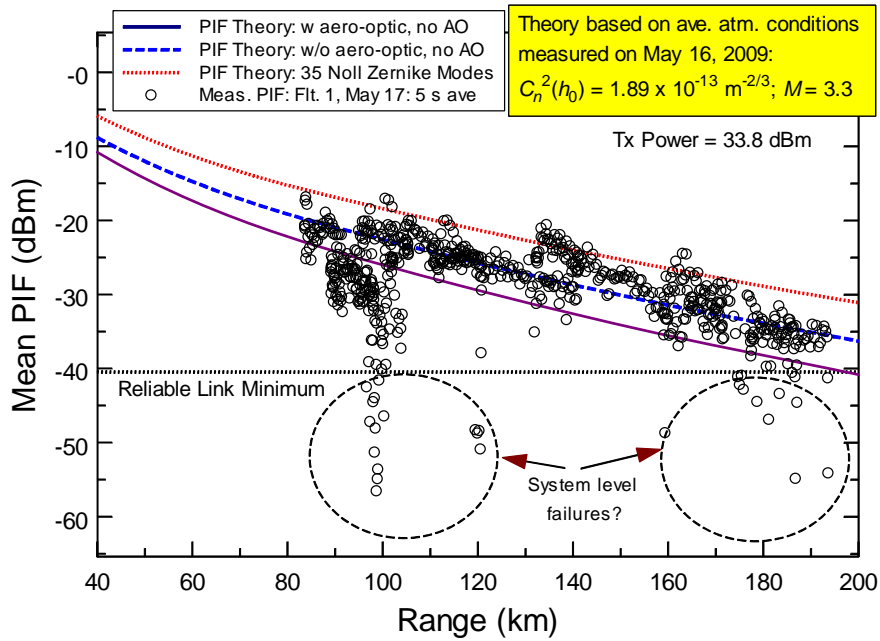 PIF Theory: w aero-optic, no AO
PIF Theory: w/o aero-optic, no AO
PIF Theory: 35 Noll Zernike Modes
Meas. PIF: Flt. 1, May 17: 5 s ave
Theory based on ave. atm. conditions
measured on May 16, 2009:
Cn²(h0) = 1.89 x 10⁻¹³ m⁻²/³; M = 3.3
Tx Power = 33.8 dBm
Mean PIF (dBm)
-0
-10
-20
-30
-40
-50
-60
Reliable Link Minimum
System level
failures?
40 60 80 100 120 140 160 180 200
Range (km)